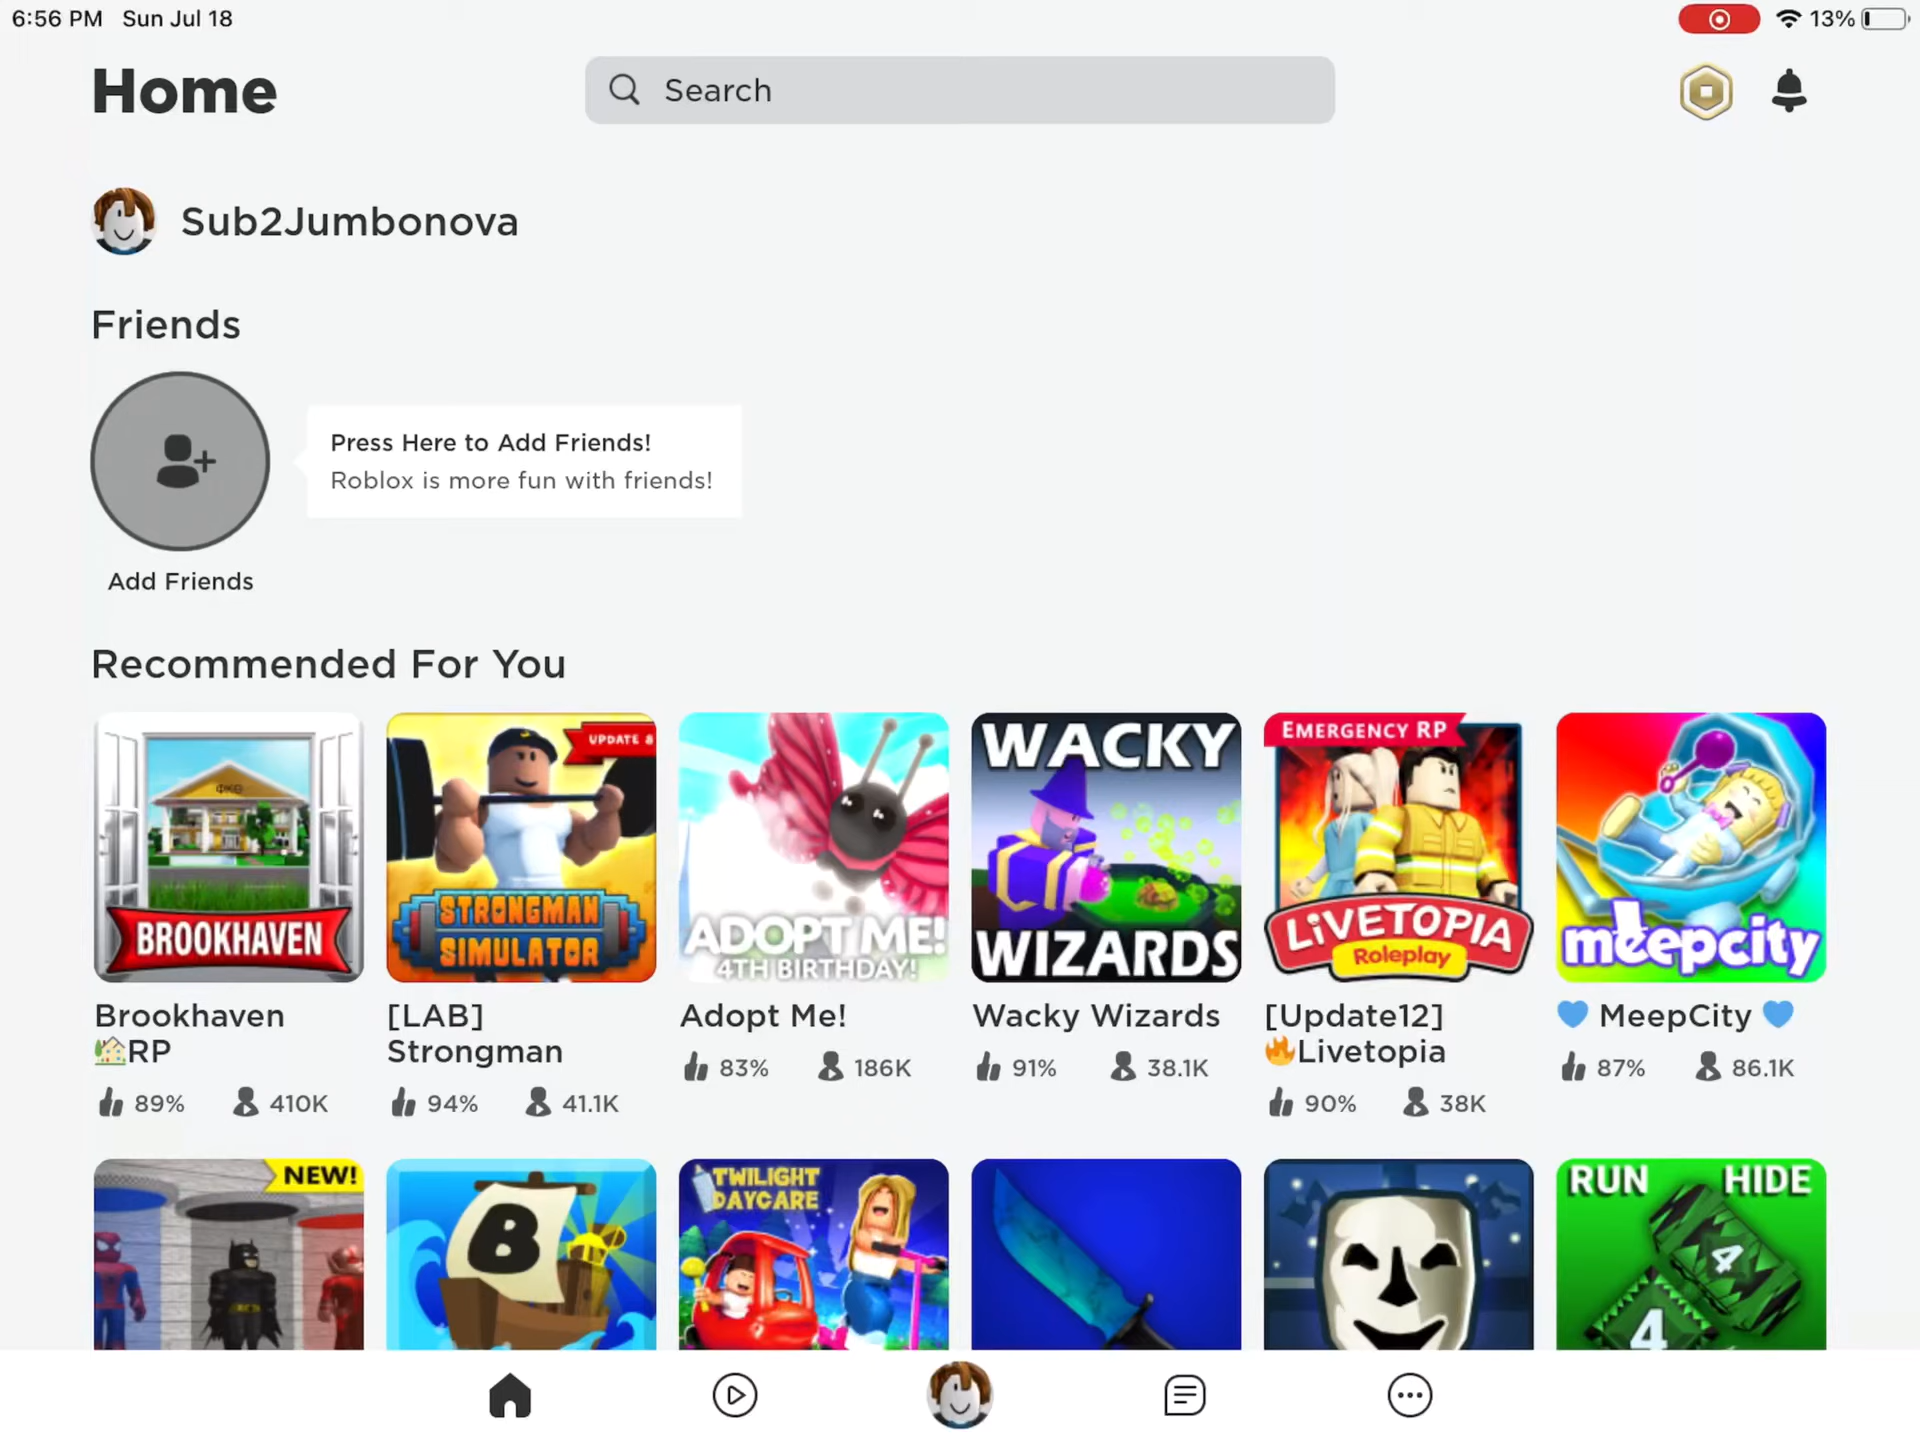 6:56 PM Sun Jul 18
13%
Home
Search
Sub2Jumbonova
Friends
Press Here to Add Friends!
Roblox is more fun with friends!
Add Friends
Recommended For You
BROOKHAVEN
UPDATE 8
STRONGMAN
SIMULATOR
ADOPT ME!
4TH BIRTHDAY!
WACKY
WIZARDS
EMERGENCY RP
LiVETOPIA
Roleplay
meepcity
Brookhaven
🏡RP
89% 410K
[LAB]
Strongman
94% 41.1K
Adopt Me!
83% 186K
Wacky Wizards
91% 38.1K
[Update12]
🔥Livetopia
90% 38K
💙 MeepCity 💙
87% 86.1K
NEW!
B
TWILIGHT
DAYCARE
RUN HIDE
4
4